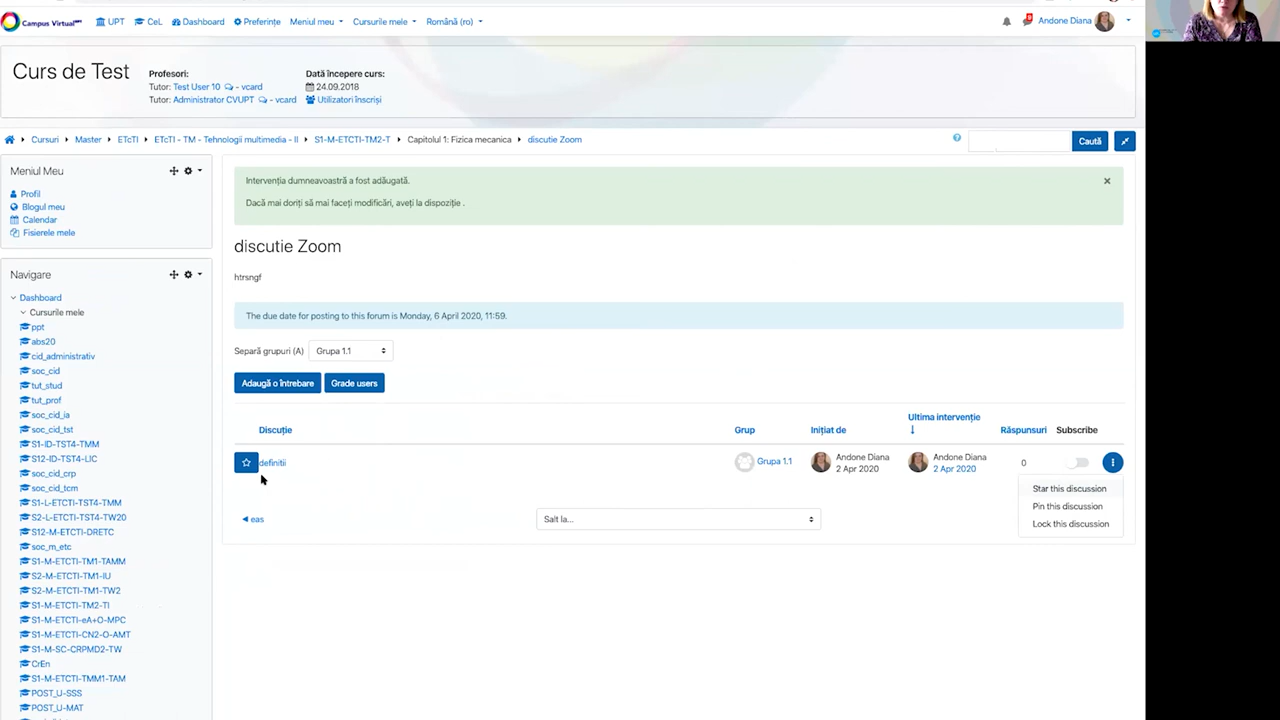 Campus Virtual UPT
UPT
CeL
Dashboard
Preferințe
Meniul meu
Cursurile mele
Română (ro)
Andone Diana
Curs de Test
Profesori:
Tutor: Test User 10 - vcard
Tutor: Administrator CVUPT - vcard
Dată începere curs:
24.09.2018
Utilizatori înscriși
Cursuri
Master
ETcTI
ETcTI - TM - Tehnologii multimedia - II
S1-M-ETCTI-TM2-T
Capitolul 1: Fizica mecanica
discutie Zoom
Caută
Meniul Meu
Profil
Blogul meu
Calendar
Fisierele mele
Navigare
Dashboard
Cursurile mele
ppt
abs20
cid_administrativ
soc_cid
tut_stud
tut_prof
soc_cid_ia
soc_cid_tst
S1-ID-TST4-TMM
S12-ID-TST4-LIC
soc_cid_crp
soc_cid_tcm
S1-L-ETCTI-TST4-TMM
S2-L-ETCTI-TST4-TW20
S12-M-ETCTI-DRETC
soc_m_etc
S1-M-ETCTI-TM1-TAMM
S2-M-ETCTI-TM1-IU
S2-M-ETCTI-TM1-TW2
S1-M-ETCTI-TM2-TI
S1-M-ETCTI-eA+O-MPC
S1-M-ETCTI-CN2-O-AMT
S1-M-SC-CRPMD2-TW
CrEn
S1-M-ETCTI-TMM1-TAM
POST_U-SSS
POST_U-MAT
Intervenția dumneavoastră a fost adăugată.
Dacă mai doriți să mai faceți modificări, aveți la dispoziție .
×
discutie Zoom
htrsngf
The due date for posting to this forum is Monday, 6 April 2020, 11:59.
Separă grupuri (A)
Grupa 1.1
Adaugă o întrebare
Grade users
Discuție
Grup
Inițiat de
Ultima intervenție
Răspunsuri
Subscribe
definitii
Grupa 1.1
Andone Diana
2 Apr 2020
Andone Diana
2 Apr 2020
0
Star this discussion
Pin this discussion
Lock this discussion
◄ eas
Salt la...